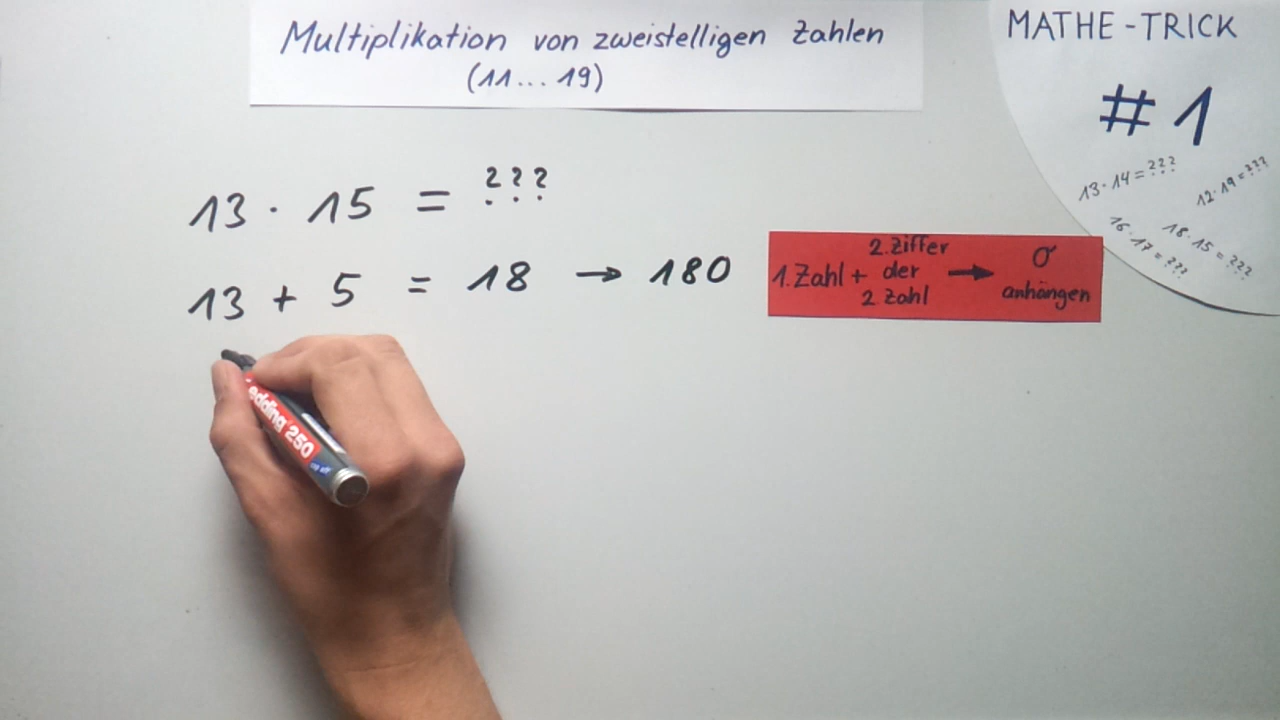 Multiplikation von zweistelligen Zahlen
(11...19)
MATHE-TRICK
#1
13·14=???
12·19=???
16·17=???
18·15=???
13 · 15 = ???
13 + 5 = 18 → 180
1.Zahl + 2.Ziffer der 2 Zahl → 0 anhängen
edding 250